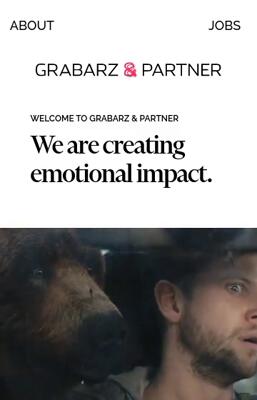 ABOUT
JOBS
GRABARZ & PARTNER
WELCOME TO GRABARZ & PARTNER
We are creating
emotional impact.